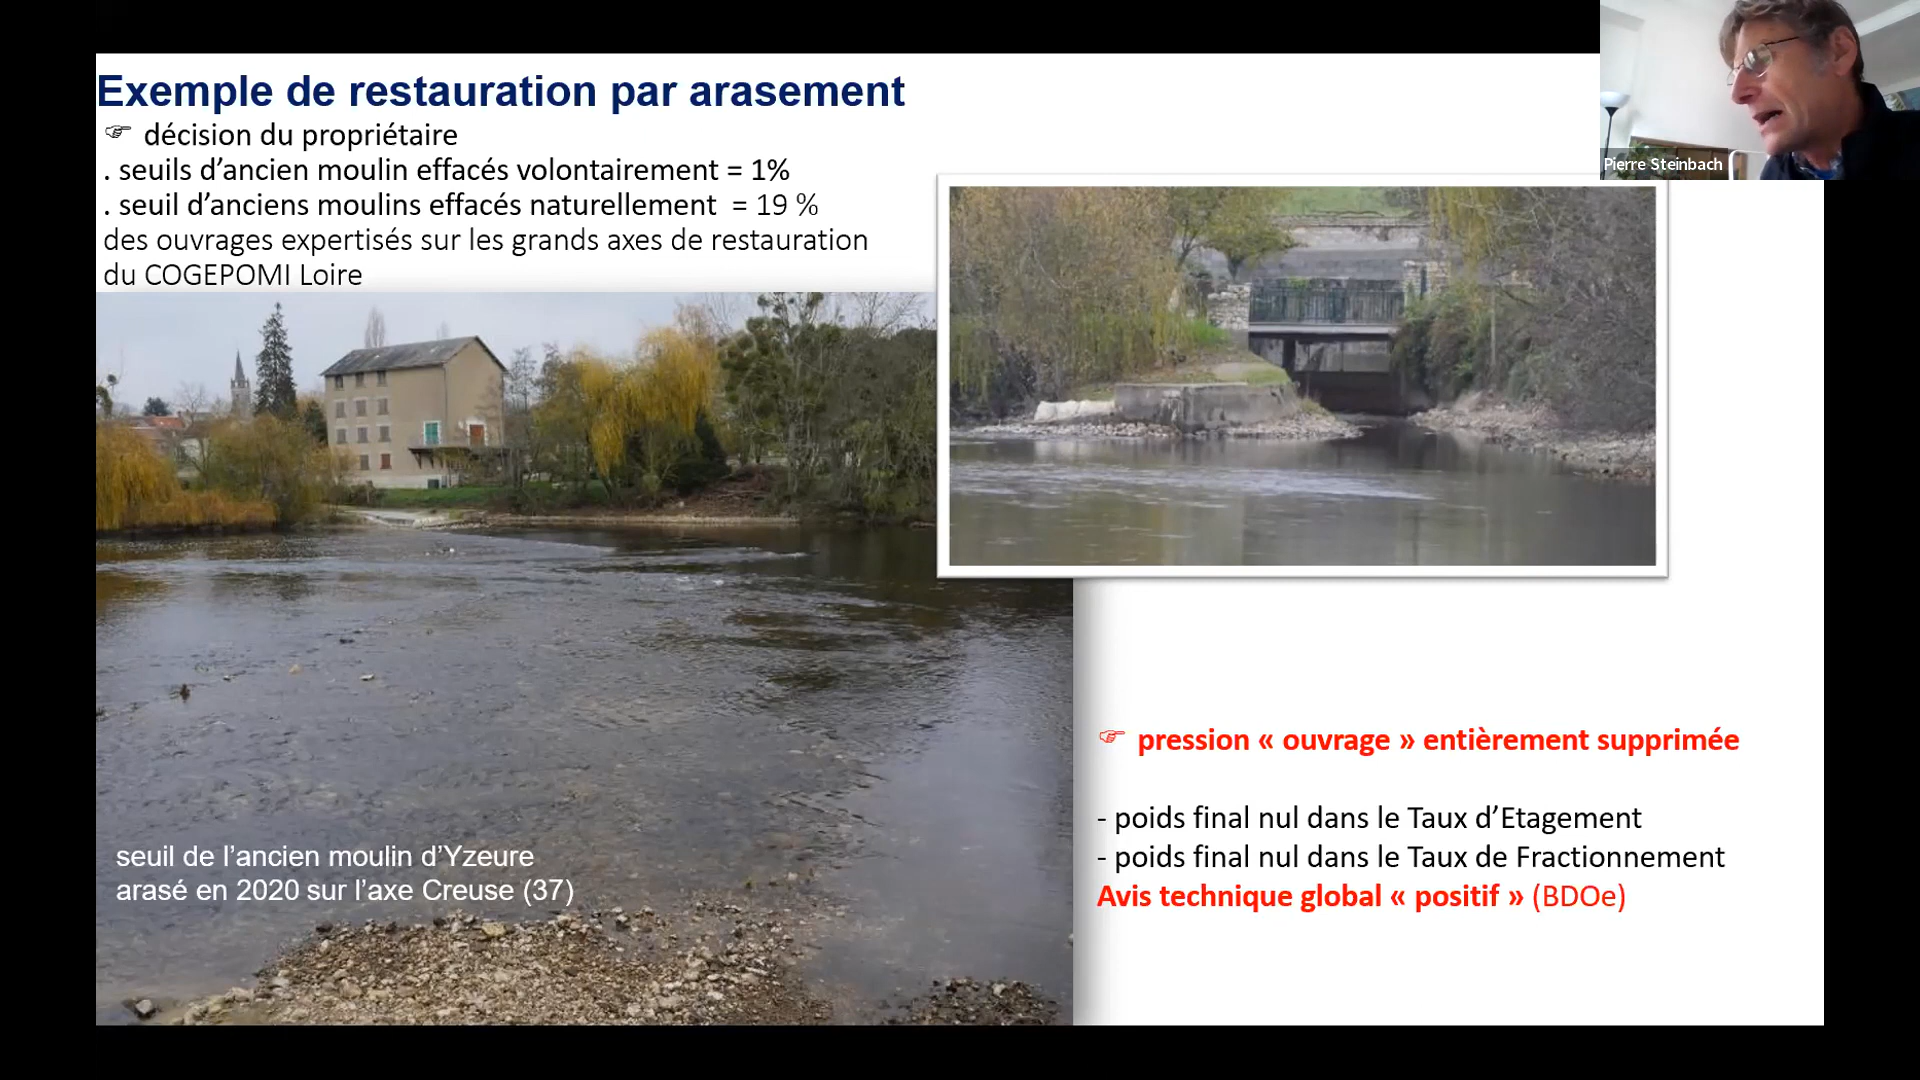 Exemple de restauration par arasement
☞ décision du propriétaire
. seuils d’ancien moulin effacés volontairement = 1%
. seuil d’anciens moulins effacés naturellement = 19 %
des ouvrages expertisés sur les grands axes de restauration
du COGEPOMI Loire
Pierre Steinbach
☞ pression « ouvrage » entièrement supprimée
- poids final nul dans le Taux d’Etagement
- poids final nul dans le Taux de Fractionnement
Avis technique global « positif » (BDOe)
seuil de l’ancien moulin d’Yzeure
arasé en 2020 sur l’axe Creuse (37)